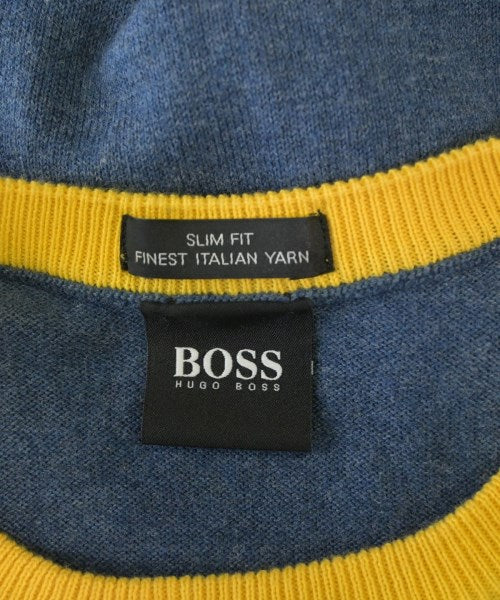 SLIM FIT
FINEST ITALIAN YARN
BOSS
HUGO BOSS